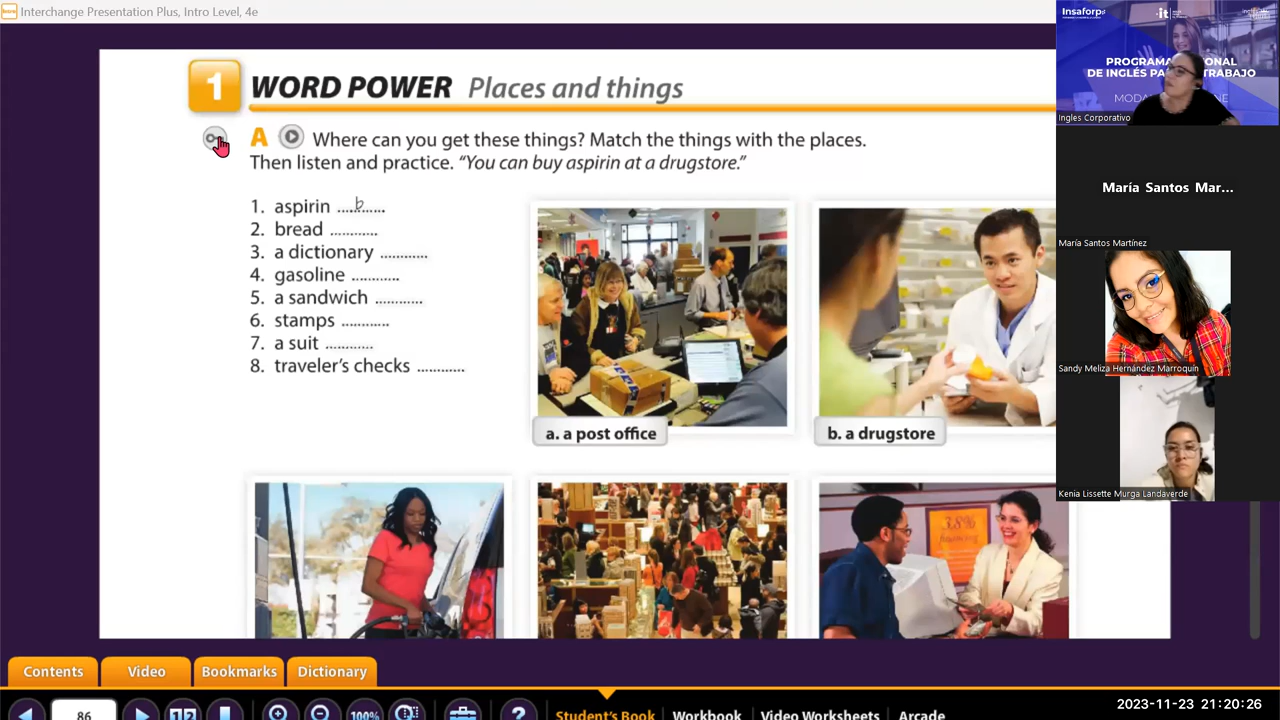 Interchange Presentation Plus, Intro Level, 4e
Insaforp
PROGRAMA NACIONAL
DE INGLÉS PARA EL TRABAJO
Ingles Corporativo
1 WORD POWER Places and things
A Where can you get these things? Match the things with the places.
Then listen and practice. “You can buy aspirin at a drugstore.”
1. aspirin .....b......
2. bread ............
3. a dictionary ............
4. gasoline ............
5. a sandwich ............
6. stamps ............
7. a suit ............
8. traveler’s checks ............
a. a post office
b. a drugstore
3.8%
financing
María Santos Mar...
María Santos Martínez
Sandy Meliza Hernández Marroquín
Kenia Lissette Murga Landaverde
Contents
Video
Bookmarks
Dictionary
86
1 2
100%
?
Student's Book
Workbook
Video Worksheets
Arcade
2023-11-23 21:20:26